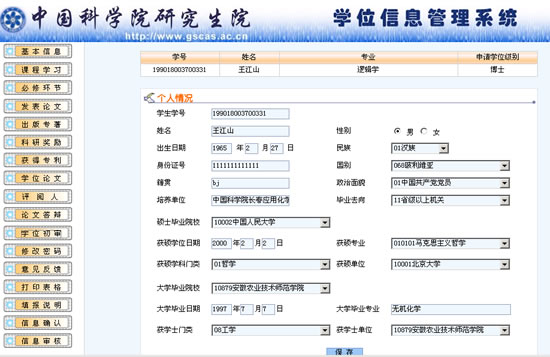 中国科学院研究生院 学位信息管理系统
http://www.gscas.ac.cn
基本信息
课程学习
必修环节
发表论文
出版专著
科研奖励
获得专利
学位论文
评阅人
论文答辩
学位初审
修改密码
意见反馈
打印表格
填报说明
信息确认
信息审核
学号 姓名 专业 申请学位级别
199018003700331 王江山 逻辑学 博士
个人情况
学生学号 199018003700331
姓名 王江山 性别 男 女
出生日期 1965 年 2 月 27 日 民族 01汉族
身份证号 1111111111111 国别 068玻利维亚
籍贯 bj 政治面貌 01中国共产党党员
培养单位 中国科学院长春应用化学 毕业去向 11省级以上机关
硕士毕业院校 10002中国人民大学
获硕学位日期 2000 年 2 月 2 日 获硕专业 010101马克思主义哲学
获硕学科门类 01哲学 获硕单位 10001北京大学
大学毕业院校 10879安徽农业技术师范学院
大学毕业日期 1997 年 7 月 7 日 大学毕业专业 无机化学
获学士门类 08工学 获学士单位 10879安徽农业技术师范学院
保存